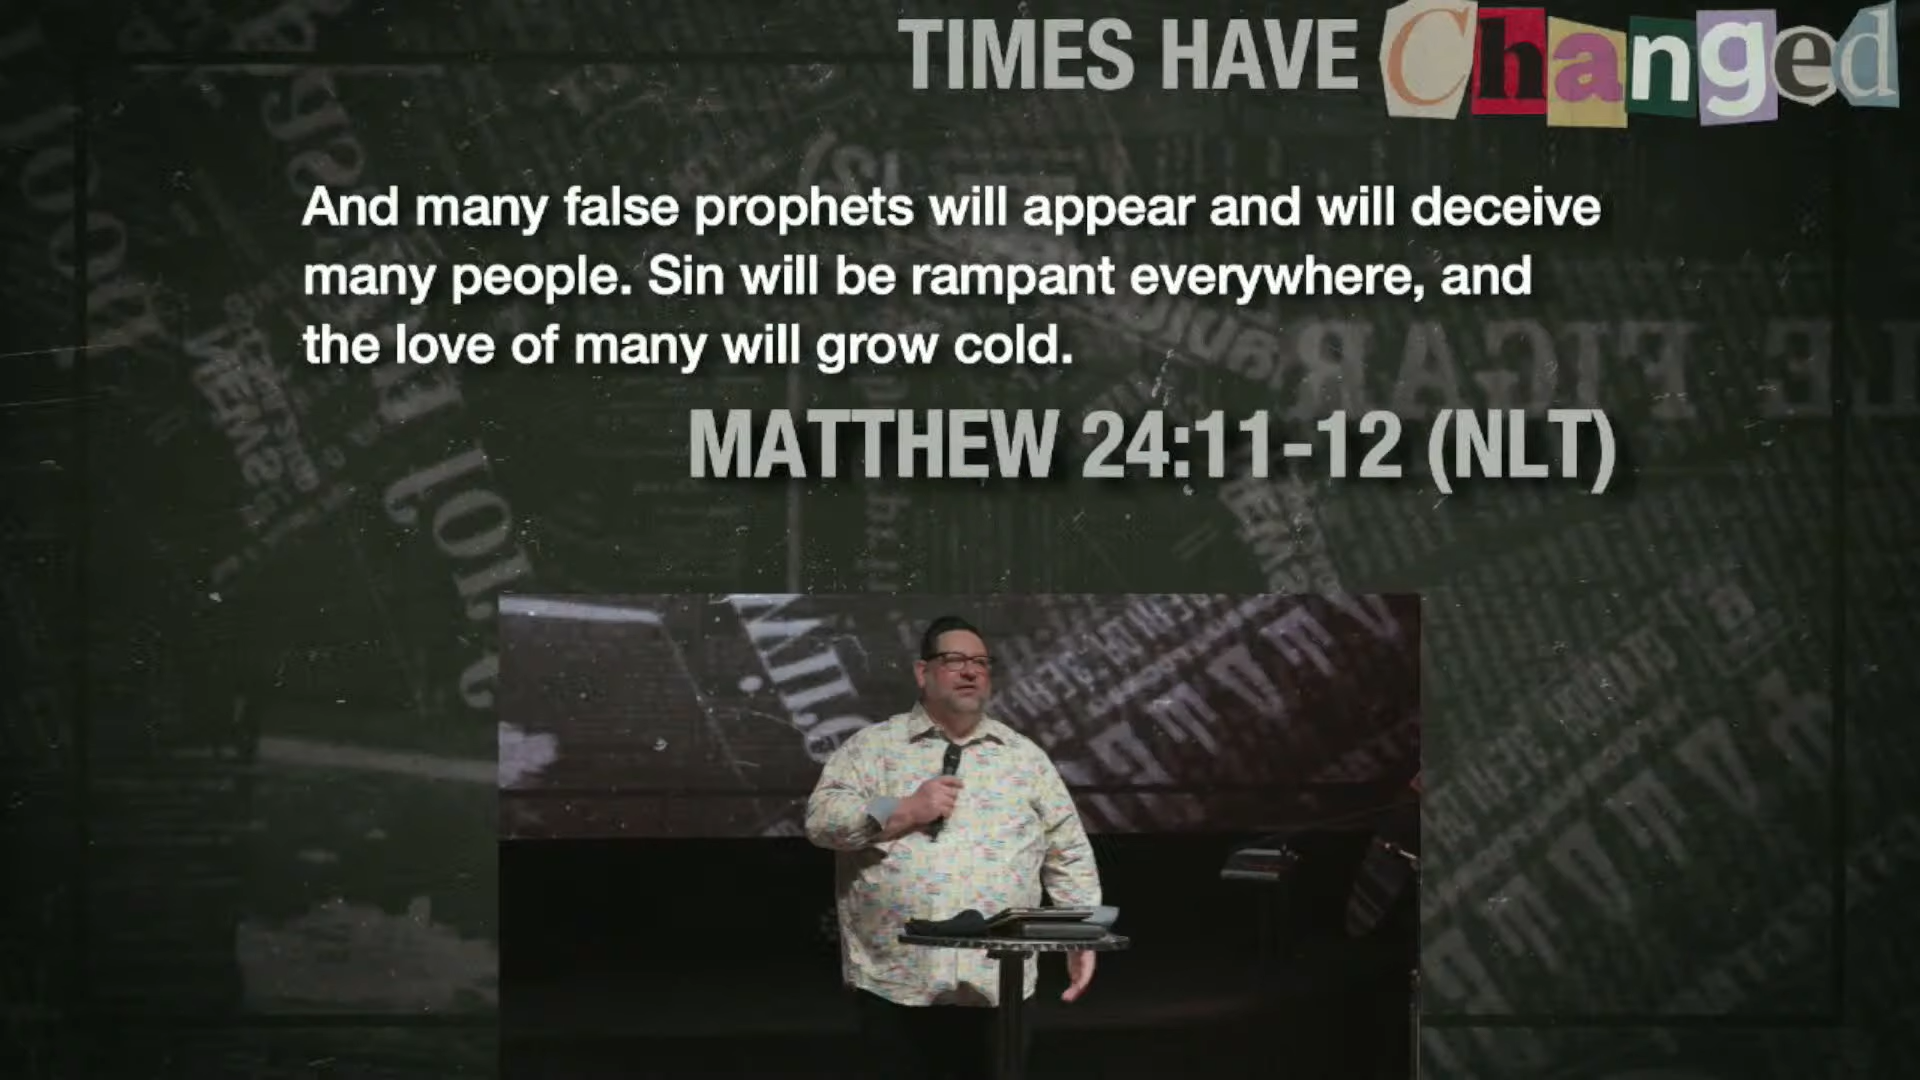 TIMES HAVE Changed
And many false prophets will appear and will deceive
many people. Sin will be rampant everywhere, and
the love of many will grow cold.
MATTHEW 24:11-12 (NLT)